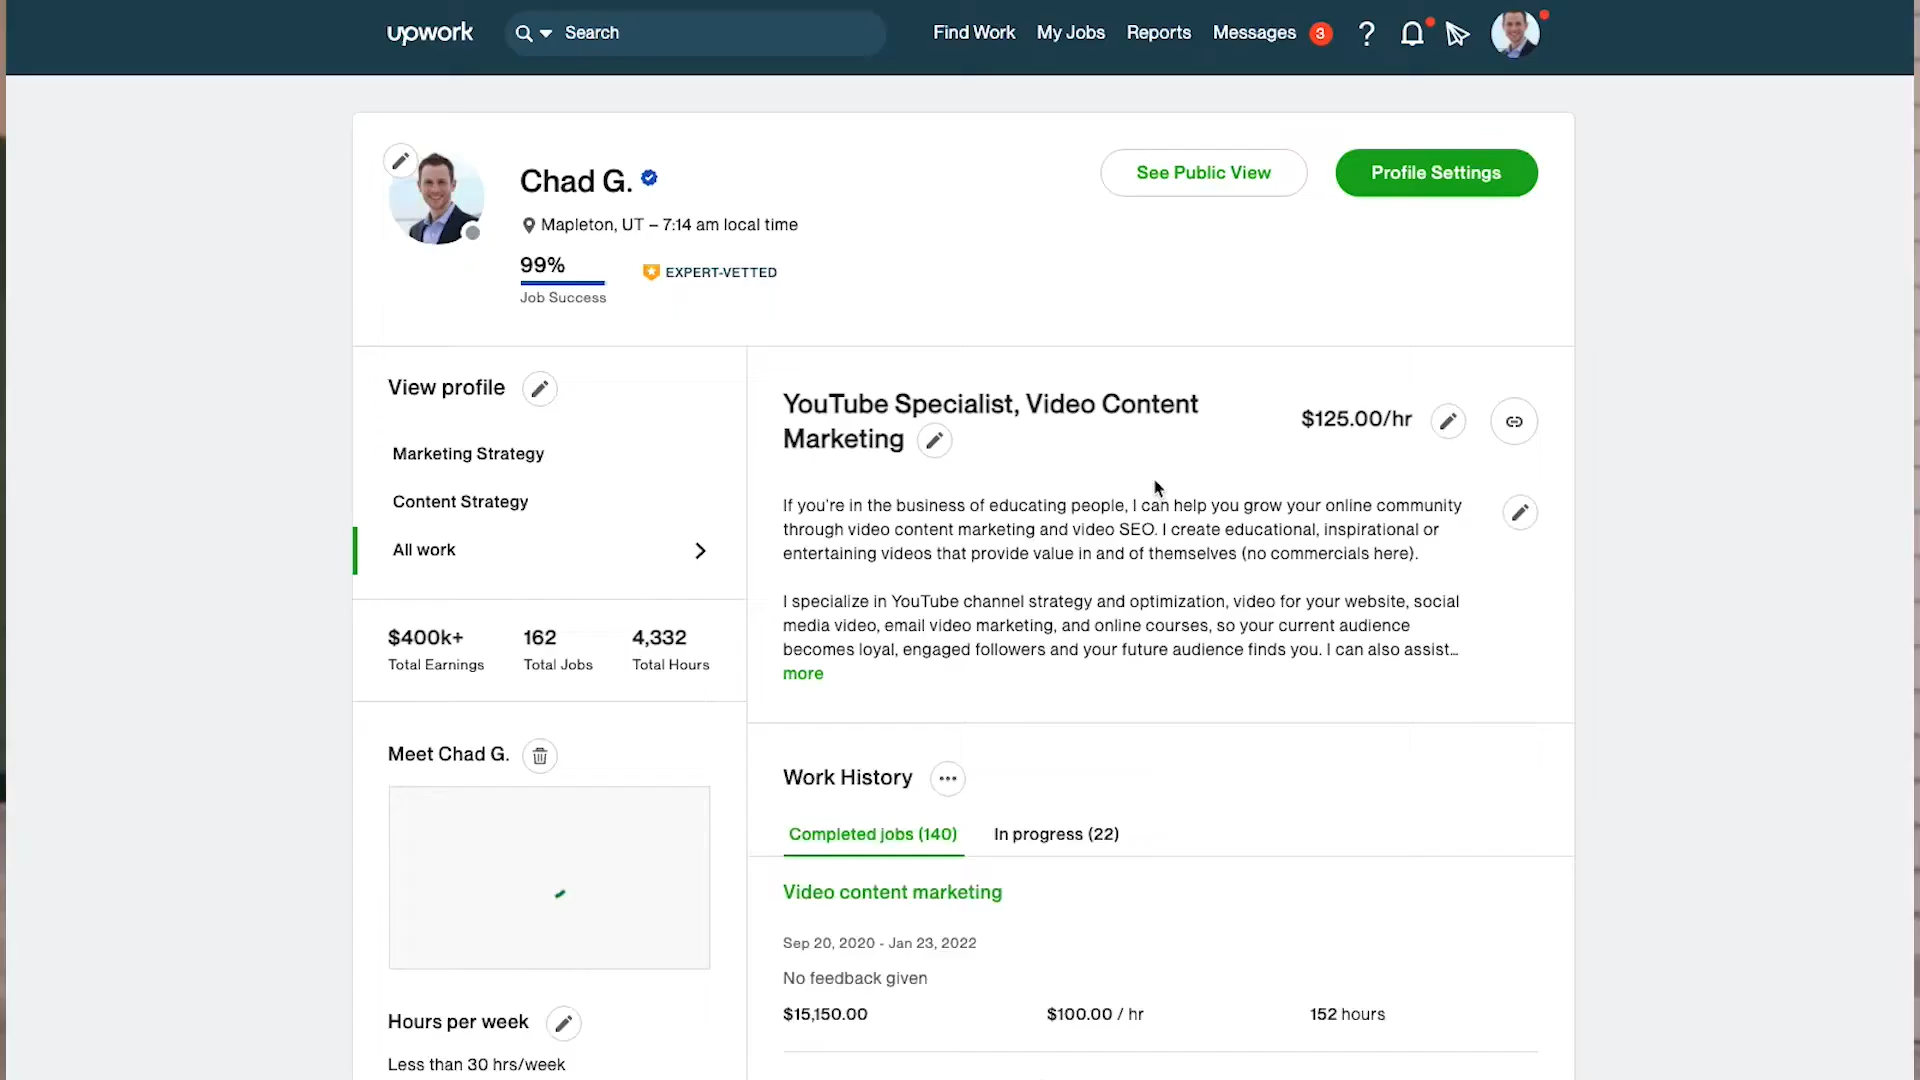 upwork
Search
Find Work
My Jobs
Reports
Messages
3
?
Chad G.
Mapleton, UT – 7:14 am local time
99%
Job Success
EXPERT-VETTED
See Public View
Profile Settings
View profile
Marketing Strategy
Content Strategy
All work
$400k+
Total Earnings
162
Total Jobs
4,332
Total Hours
Meet Chad G.
Hours per week
Less than 30 hrs/week
YouTube Specialist, Video Content
Marketing
$125.00/hr
If you're in the business of educating people, I can help you grow your online community
through video content marketing and video SEO. I create educational, inspirational or
entertaining videos that provide value in and of themselves (no commercials here).
I specialize in YouTube channel strategy and optimization, video for your website, social
media video, email video marketing, and online courses, so your current audience
becomes loyal, engaged followers and your future audience finds you. I can also assist...
more
Work History
Completed jobs (140)
In progress (22)
Video content marketing
Sep 20, 2020 - Jan 23, 2022
No feedback given
$15,150.00
$100.00 / hr
152 hours